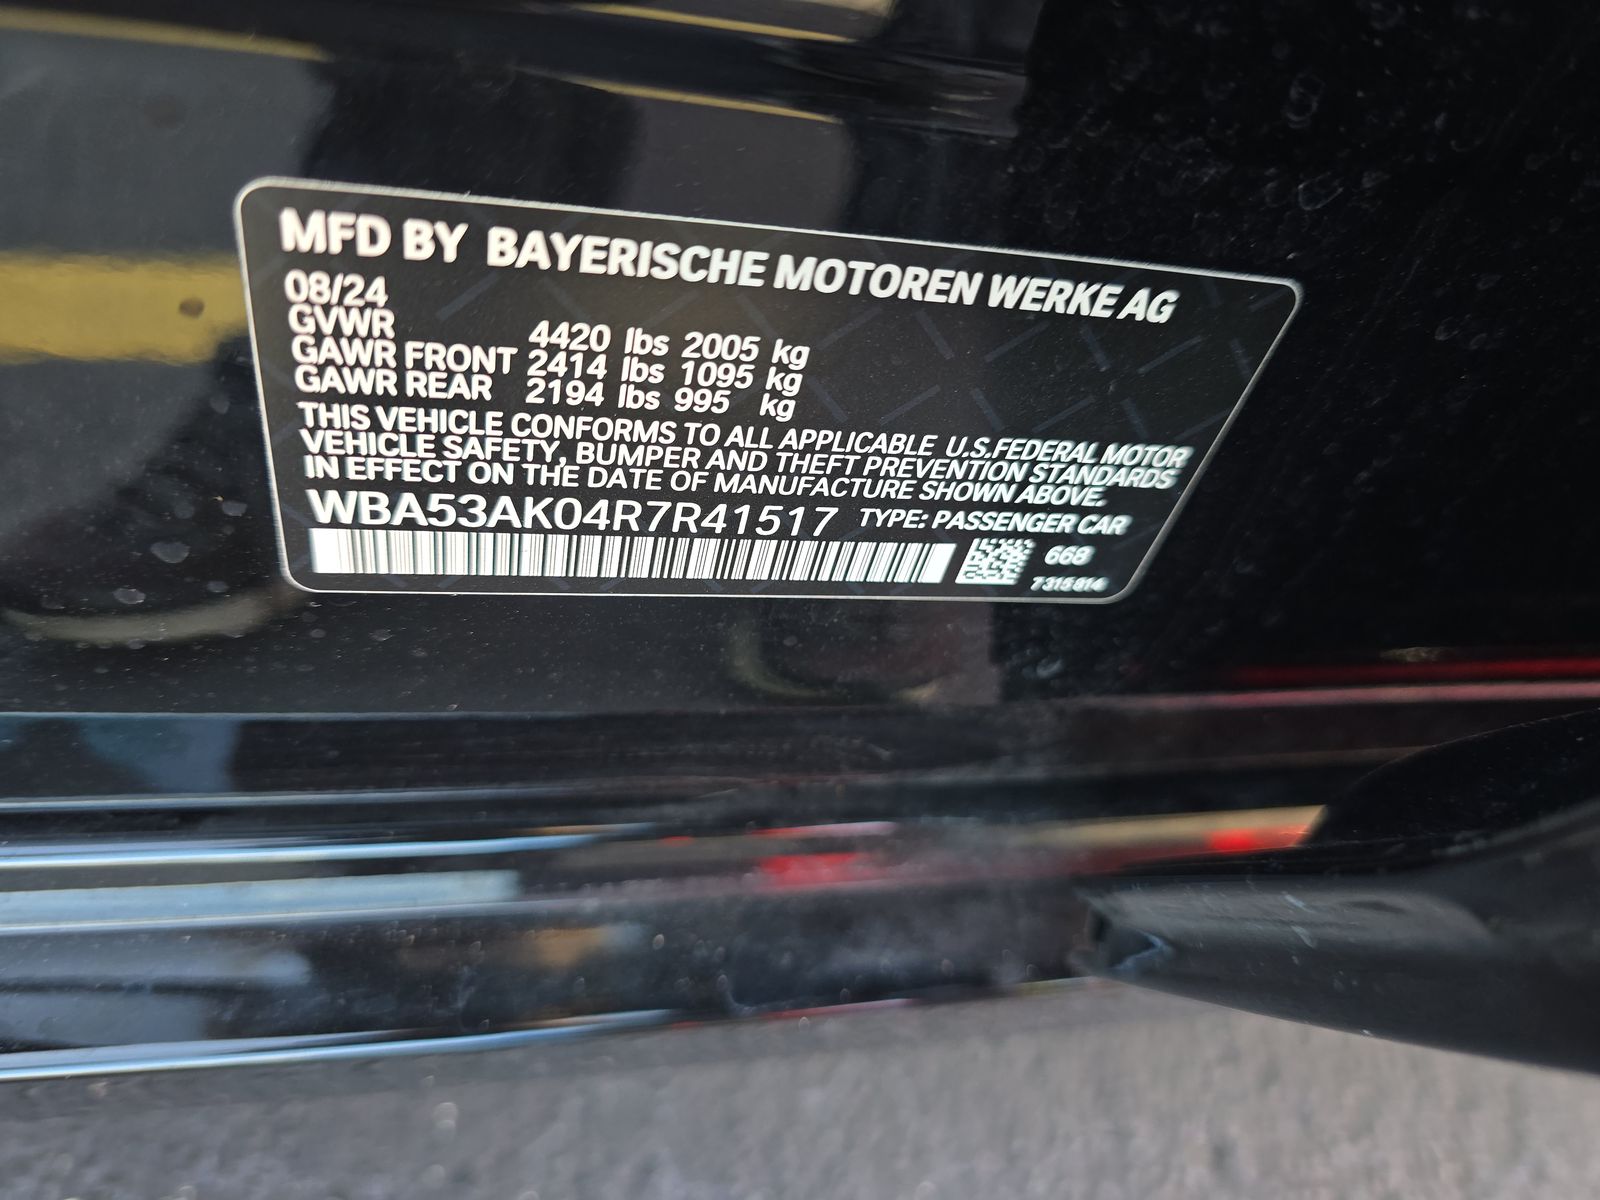 MFD BY BAYERISCHE MOTOREN WERKE AG
08/24
GVWR 4420 lbs 2005 kg
GAWR FRONT 2414 lbs 1095 kg
GAWR REAR 2194 lbs 995 kg
THIS VEHICLE CONFORMS TO ALL APPLICABLE U.S.FEDERAL MOTOR
VEHICLE SAFETY, BUMPER AND THEFT PREVENTION STANDARDS
IN EFFECT ON THE DATE OF MANUFACTURE SHOWN ABOVE.
WBA53AK04R7R41517 TYPE: PASSENGER CAR
668